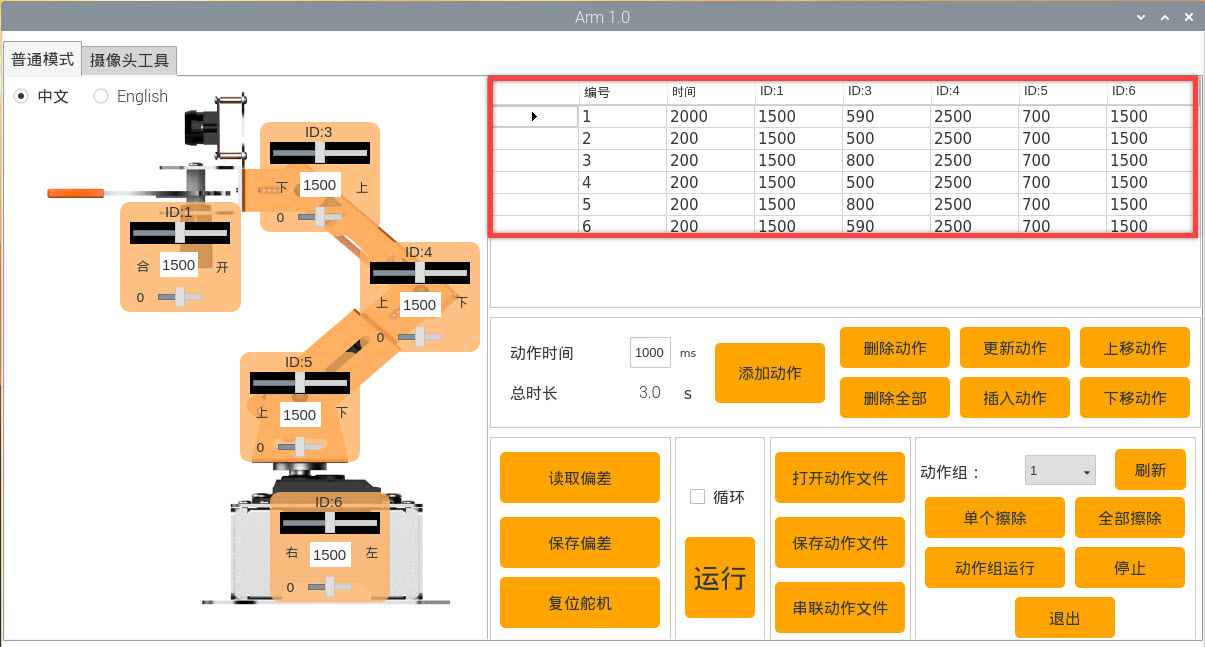 Arm 1.0
普通模式 摄像头工具
中文 English
ID:3
下 1500 上
0
ID:1
合 1500 开
0
ID:4
上 1500 下
0
ID:5
上 1500 下
0
ID:6
右 1500 左
0
编号 时间 ID:1 ID:3 ID:4 ID:5 ID:6
1 2000 1500 590 2500 700 1500
2 200 1500 500 2500 700 1500
3 200 1500 800 2500 700 1500
4 200 1500 500 2500 700 1500
5 200 1500 800 2500 700 1500
6 200 1500 590 2500 700 1500
动作时间 1000 ms
总时长 3.0 s
添加动作
删除动作 更新动作 上移动作
删除全部 插入动作 下移动作
读取偏差
保存偏差
复位舵机
循环
运行
打开动作文件
保存动作文件
串联动作文件
动作组： 1 刷新
单个擦除 全部擦除
动作组运行 停止
退出